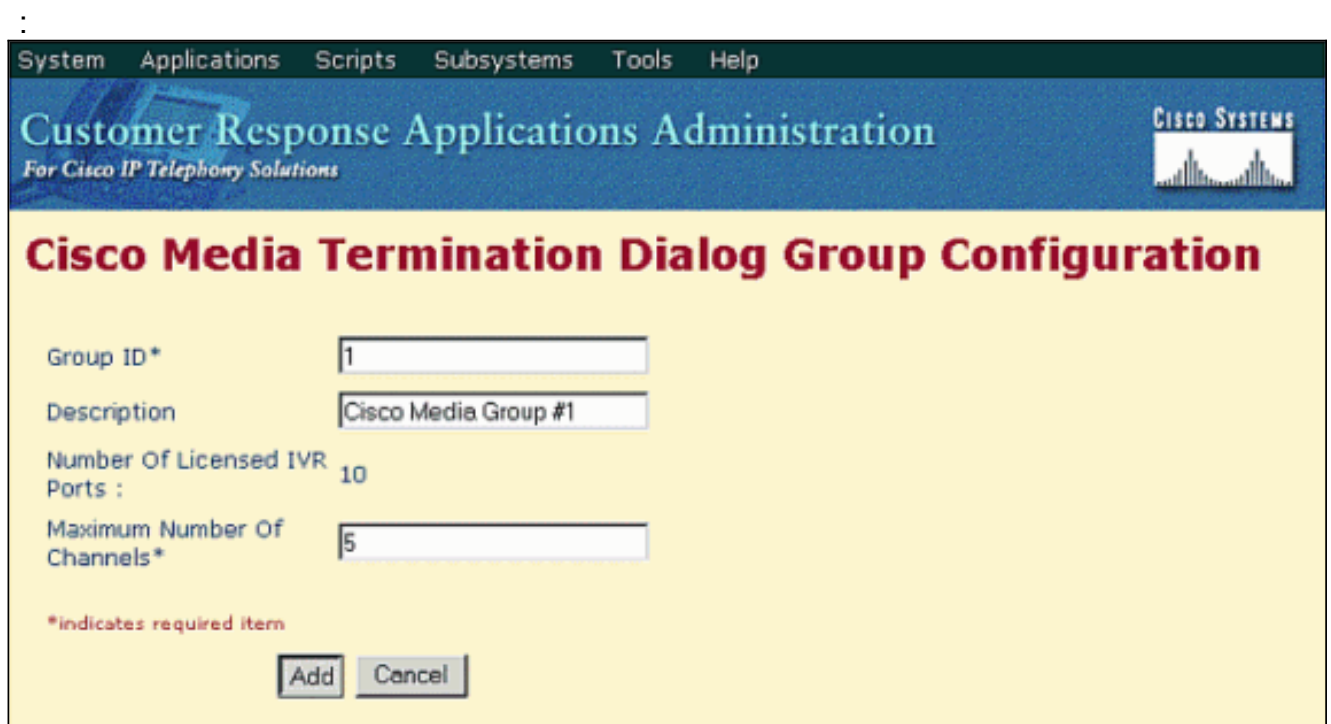 :
System Applications Scripts Subsystems Tools Help
Customer Response Applications Administration
For Cisco IP Telephony Solutions
CISCO SYSTEMS
Cisco Media Termination Dialog Group Configuration
Group ID* 1
Description Cisco Media Group #1
Number Of Licensed IVR
Ports : 10
Maximum Number Of
Channels* 5
*indicates required item
Add Cancel